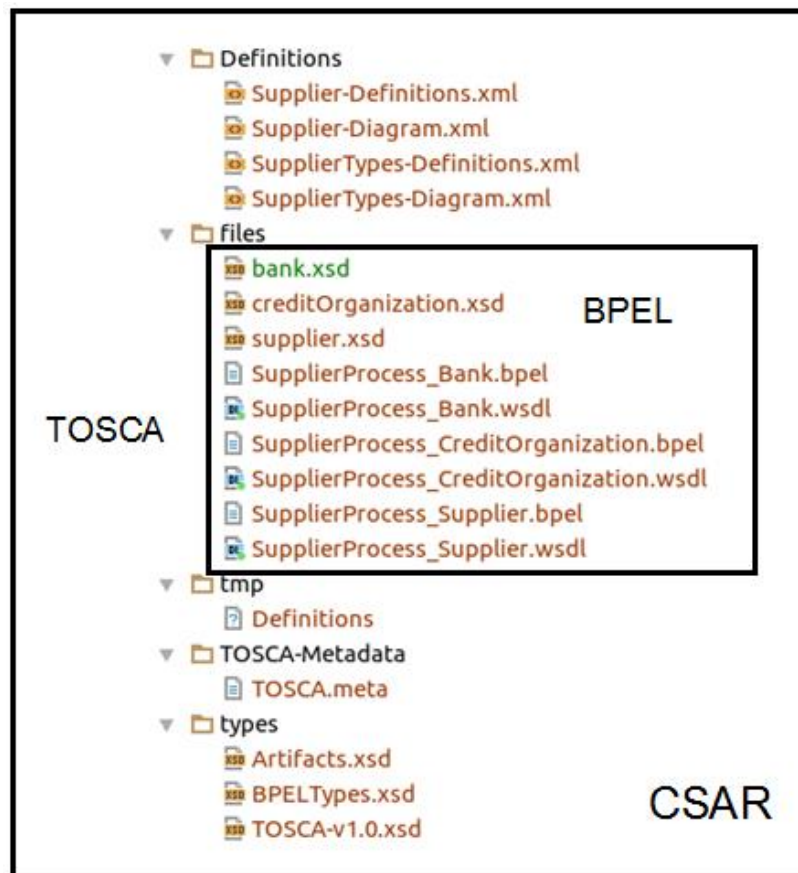 Definitions
Supplier-Definitions.xml
Supplier-Diagram.xml
SupplierTypes-Definitions.xml
SupplierTypes-Diagram.xml
files
bank.xsd
creditOrganization.xsd
BPEL
supplier.xsd
SupplierProcess_Bank.bpel
SupplierProcess_Bank.wsdl
TOSCA
SupplierProcess_CreditOrganization.bpel
SupplierProcess_CreditOrganization.wsdl
SupplierProcess_Supplier.bpel
SupplierProcess_Supplier.wsdl
tmp
Definitions
TOSCA-Metadata
TOSCA.meta
types
Artifacts.xsd
BPELTypes.xsd
CSAR
TOSCA-v1.0.xsd